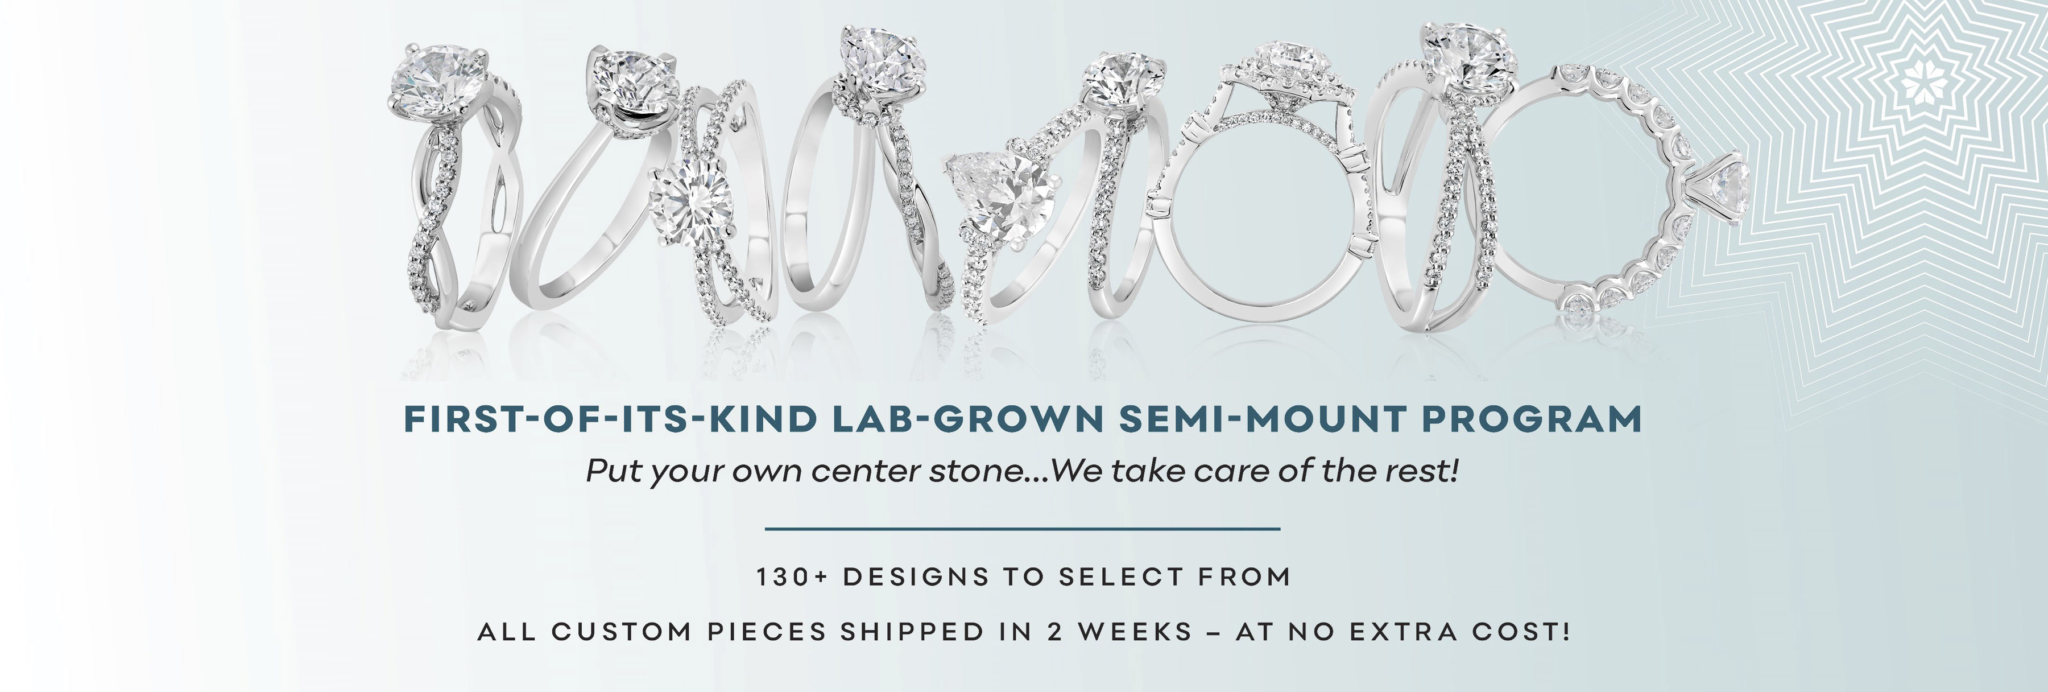 FIRST-OF-ITS-KIND LAB-GROWN SEMI-MOUNT PROGRAM
Put your own center stone...We take care of the rest!
130+ DESIGNS TO SELECT FROM
ALL CUSTOM PIECES SHIPPED IN 2 WEEKS – AT NO EXTRA COST!